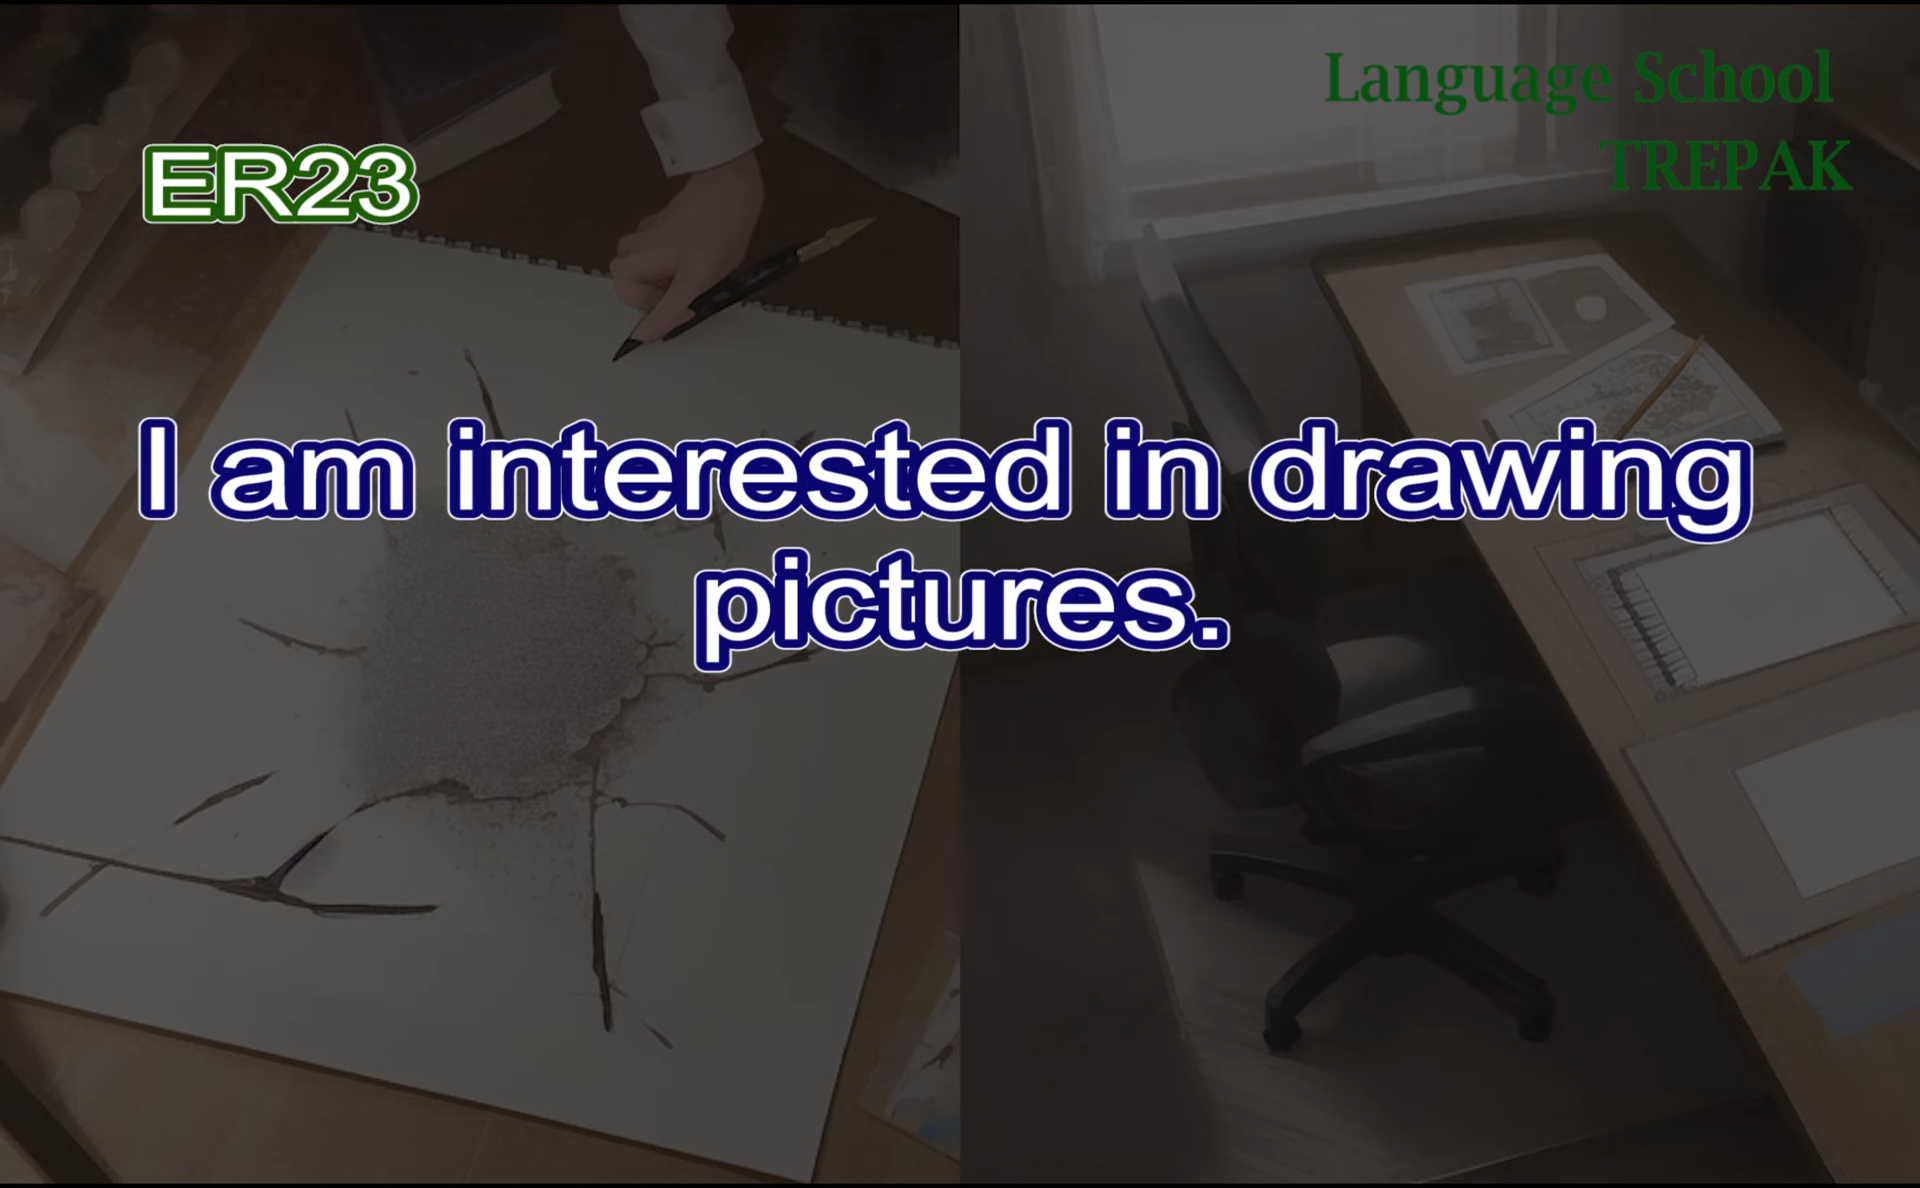 Language School
TREPAK
ER23
I am interested in drawing
pictures.